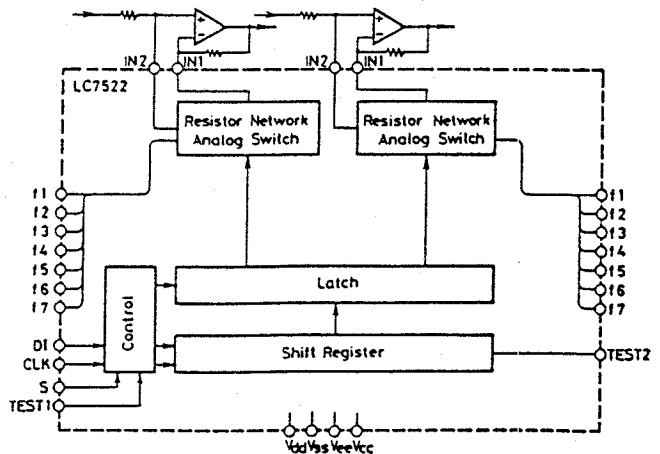 +
−
+
−
IN2 IN1
IN2 IN1
LC7522
Resistor Network
Analog Switch
Resistor Network
Analog Switch
f1
f2
f3
f4
f5
f6
f7
f1
f2
f3
f4
f5
f6
f7
Control
Latch
Shift Register
DI
CLK
S
TEST1
TEST2
Vdd Vss Vee Vcc